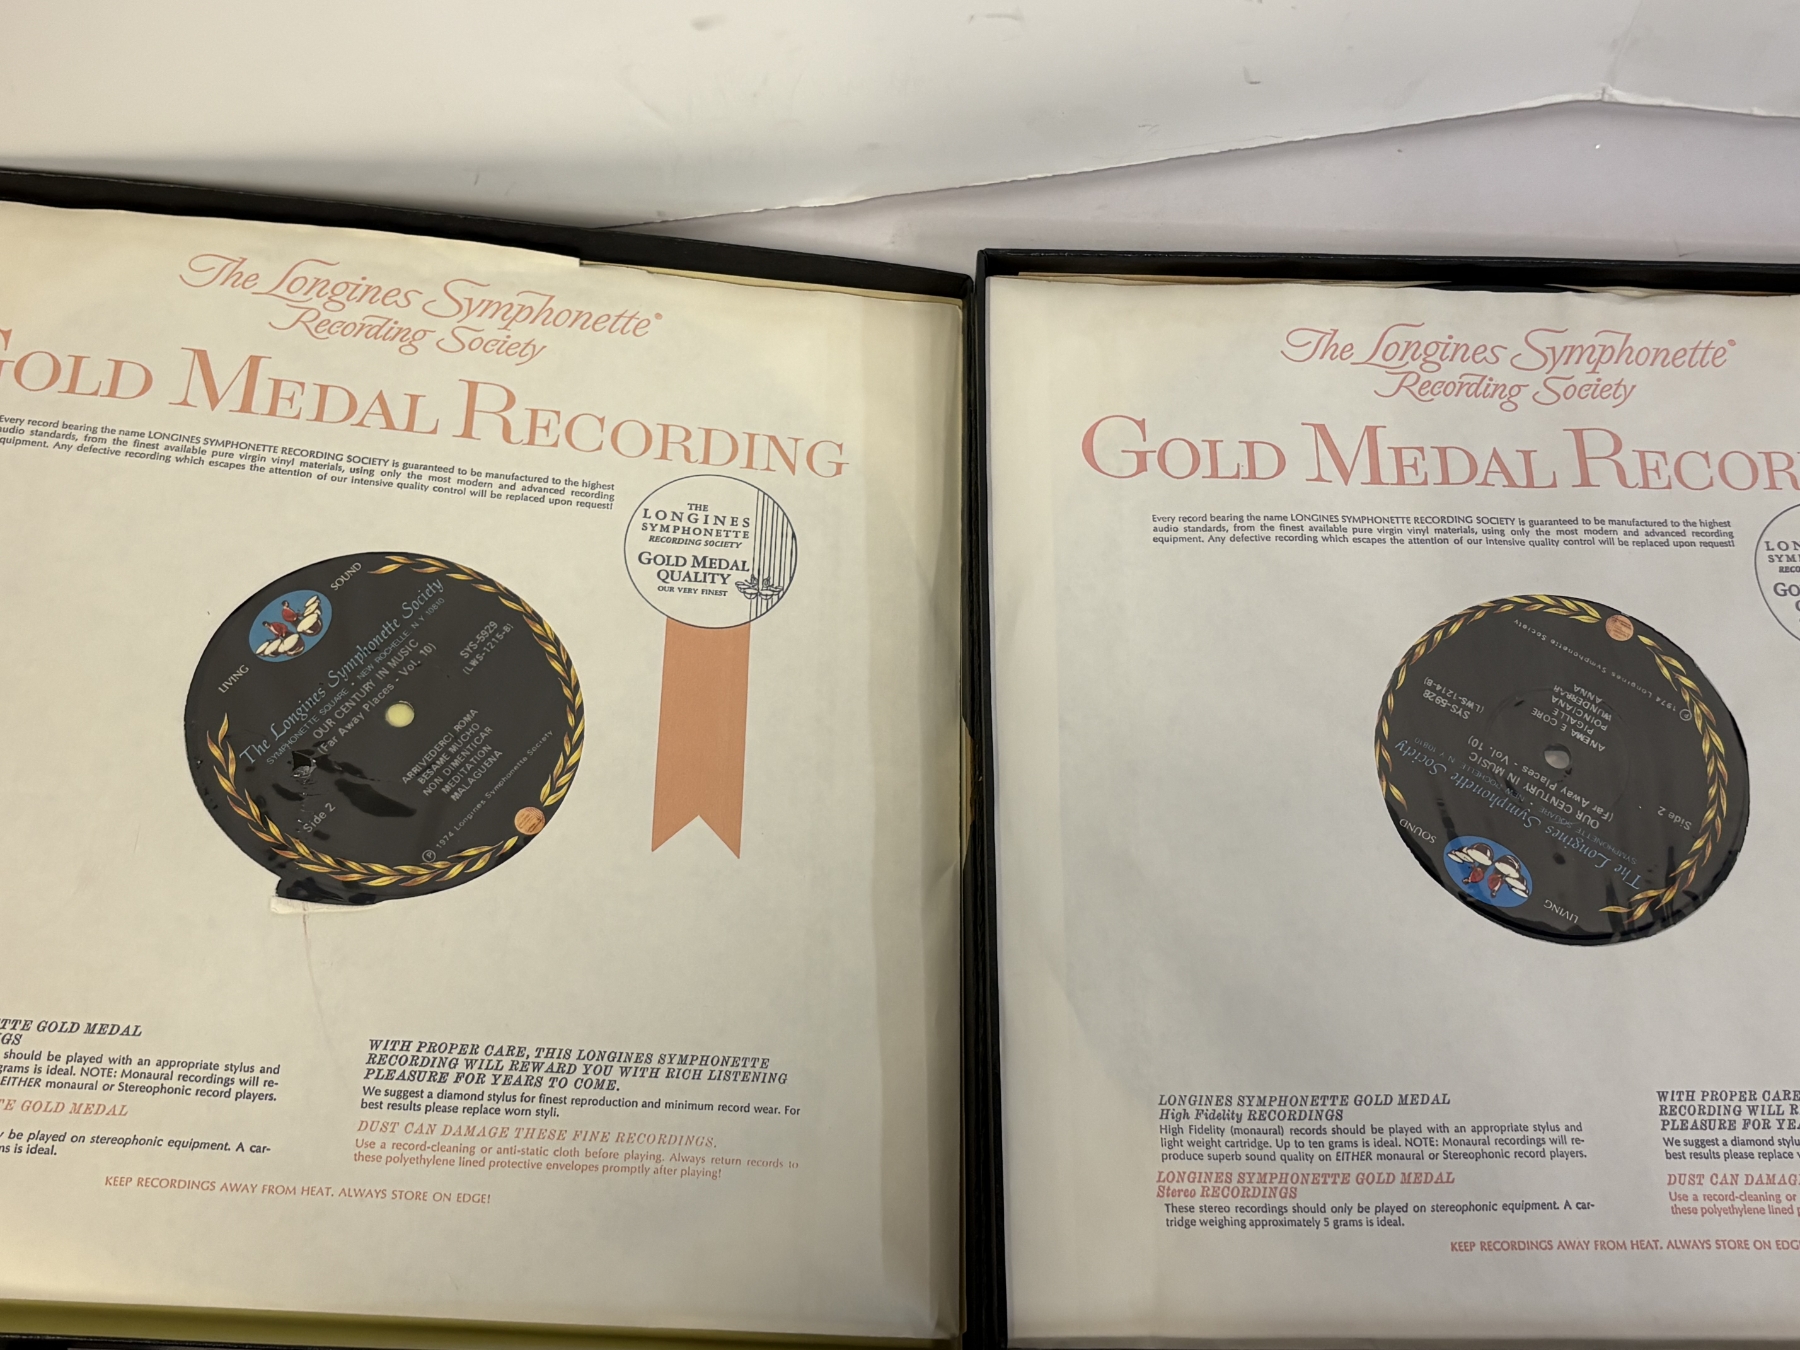 The Longines Symphonette®
Recording Society
GOLD MEDAL RECORDING
Every record bearing the name LONGINES SYMPHONETTE RECORDING SOCIETY is guaranteed to be manufactured to the highest
audio standards, from the finest available pure virgin vinyl materials, using only the most modern and advanced recording
equipment. Any defective recording which escapes the attention of our intensive quality control will be replaced upon request!
THE
LONGINES
SYMPHONETTE
RECORDING SOCIETY
GOLD MEDAL
QUALITY
OUR VERY FINEST
LIVING SOUND
The Longines Symphonette Society
SYMPHONETTE SQUARE • NEW ROCHELLE, N.Y. 10810
OUR CENTURY IN MUSIC
(Far Away Places - Vol. 10)
SYS-5929
(LWS-1215-B)
Side 2
ARRIVEDERCI ROMA
BESAME MUCHO
NON DIMENTICAR
MEDITATION
MALAGUENA
℗ 1974 Longines Symphonette Society
TTE GOLD MEDAL
GS
should be played with an appropriate stylus and
grams is ideal. NOTE: Monaural recordings will re-
EITHER monaural or Stereophonic record players.
TE GOLD MEDAL
y be played on stereophonic equipment. A car-
ms is ideal.
WITH PROPER CARE, THIS LONGINES SYMPHONETTE
RECORDING WILL REWARD YOU WITH RICH LISTENING
PLEASURE FOR YEARS TO COME.
We suggest a diamond stylus for finest reproduction and minimum record wear. For
best results please replace worn styli.
DUST CAN DAMAGE THESE FINE RECORDINGS.
Use a record-cleaning or anti-static cloth before playing. Always return records to
these polyethylene lined protective envelopes promptly after playing!
KEEP RECORDINGS AWAY FROM HEAT. ALWAYS STORE ON EDGE!
The Longines Symphonette®
Recording Society
GOLD MEDAL RECOR
Every record bearing the name LONGINES SYMPHONETTE RECORDING SOCIETY is guaranteed to be manufactured to the highest
audio standards, from the finest available pure virgin vinyl materials, using only the most modern and advanced recording
equipment. Any defective recording which escapes the attention of our intensive quality control will be replaced upon request!
LON
SYM
RECO
GO
LIVING SOUND
The Longines Symphonette Society
SYMPHONETTE SQUARE • NEW ROCHELLE, N.Y. 10810
OUR CENTURY IN MUSIC
(Far Away Places - Vol. 10)
SYS-5928
(LWS-1214-B)
Side 2
ANEMA E CORE
PIGALLE
POINCIANA
WUNDERBAR
ANNA
℗ 1974 Longines Symphonette Society
LONGINES SYMPHONETTE GOLD MEDAL
High Fidelity RECORDINGS
High Fidelity (monaural) records should be played with an appropriate stylus and
light weight cartridge. Up to ten grams is ideal. NOTE: Monaural recordings will re-
produce superb sound quality on EITHER monaural or Stereophonic record players.
LONGINES SYMPHONETTE GOLD MEDAL
Stereo RECORDINGS
These stereo recordings should only be played on stereophonic equipment. A car-
tridge weighing approximately 5 grams is ideal.
WITH PROPER CARE
RECORDING WILL R
PLEASURE FOR YEA
We suggest a diamond stylu
best results please replace
DUST CAN DAMAG
Use a record-cleaning or
these polyethylene lined p
KEEP RECORDINGS AWAY FROM HEAT. ALWAYS STORE ON EDG